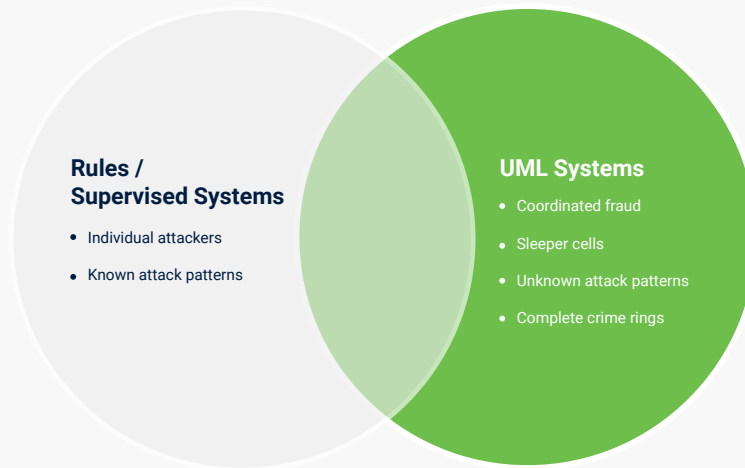 Rules /
Supervised Systems
• Individual attackers
• Known attack patterns
UML Systems
• Coordinated fraud
• Sleeper cells
• Unknown attack patterns
• Complete crime rings